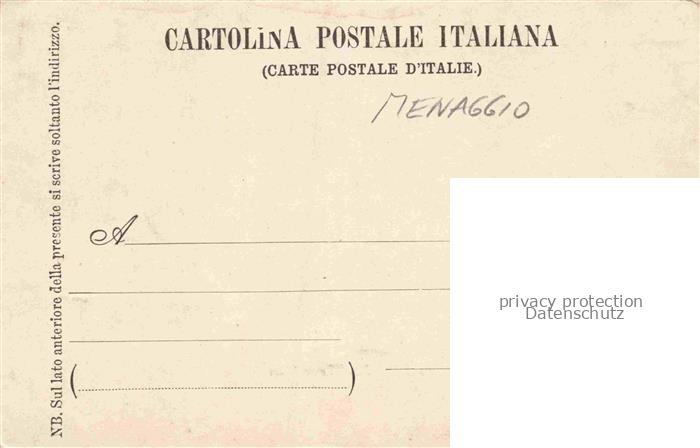 CARTOLINA POSTALE ITALIANA
(CARTE POSTALE D'ITALIE.)
MENAGGIO
NB. Sul lato anteriore della presente si scrive soltanto l'indirizzo.
A
privacy protection
Datenschutz